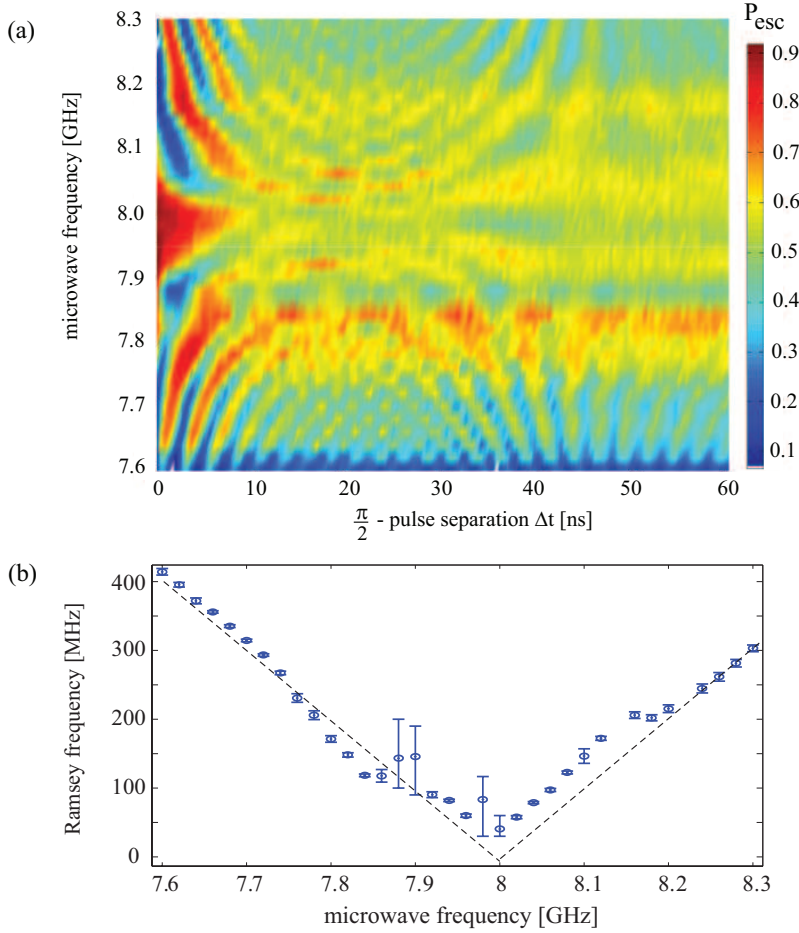 (a)
P_esc
microwave frequency [GHz]
8.3
8.2
8.1
8.0
7.9
7.8
7.7
7.6
0 10 20 30 40 50 60
π/2 - pulse separation Δt [ns]
0.9
0.8
0.7
0.6
0.5
0.4
0.3
0.2
0.1
(b)
Ramsey frequency [MHz]
400
300
200
100
0
7.6 7.7 7.8 7.9 8 8.1 8.2 8.3
microwave frequency [GHz]